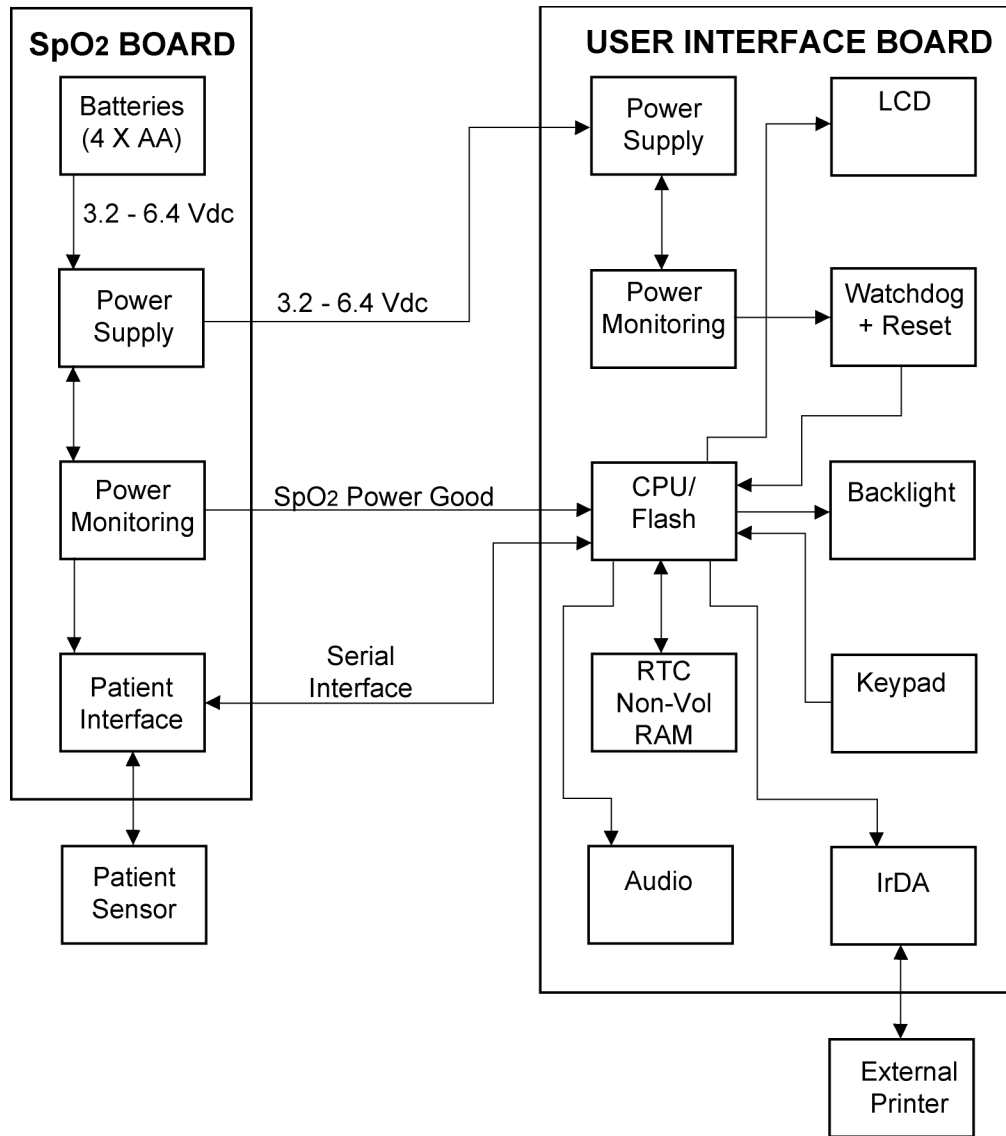 SpO2 BOARD
Batteries
(4 X AA)
3.2 - 6.4 Vdc
Power
Supply
3.2 - 6.4 Vdc
Power
Monitoring
SpO2 Power Good
Patient
Interface
Serial
Interface
Patient
Sensor
USER INTERFACE BOARD
Power
Supply
LCD
Power
Monitoring
Watchdog
+ Reset
CPU/
Flash
Backlight
RTC
Non-Vol
RAM
Keypad
Audio
IrDA
External
Printer